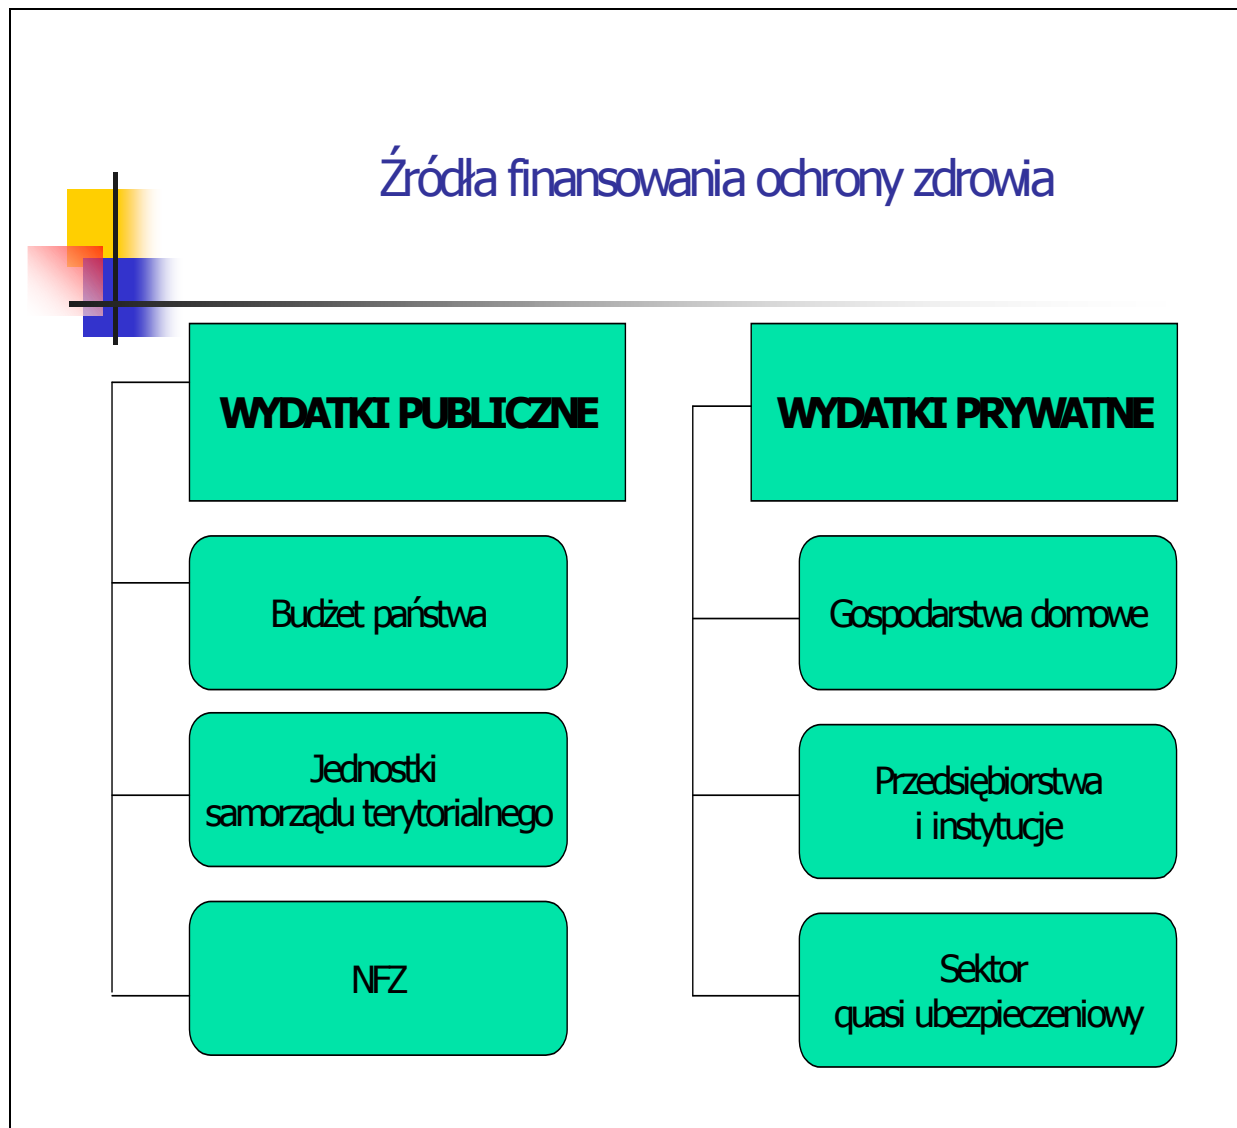 Źródła finansowania ochrony zdrowia
WYDATKI PUBLICZNE
Budżet państwa
Jednostki
samorządu terytorialnego
NFZ
WYDATKI PRYWATNE
Gospodarstwa domowe
Przedsiębiorstwa
i instytucje
Sektor
quasi ubezpieczeniowy